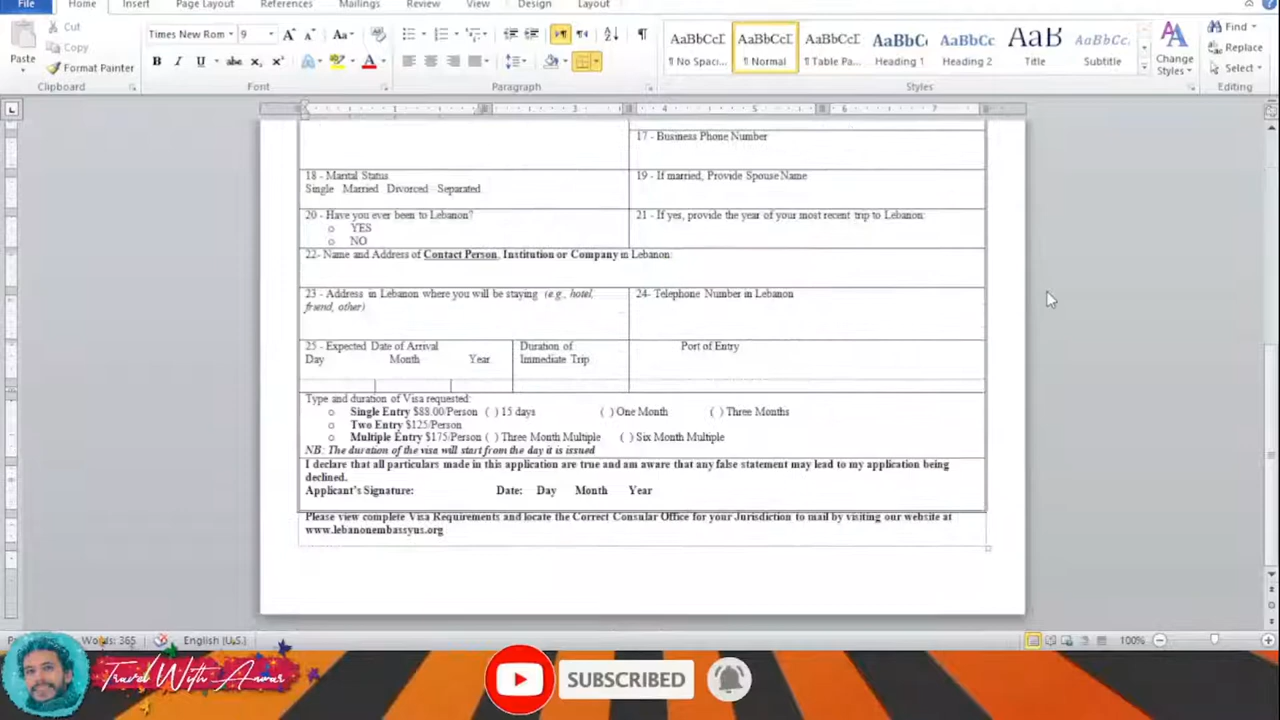 File Home Insert Page Layout References Mailings Review View Design Layout
Cut
Copy
Format Painter
Paste
Times New Rom 9
AaBbCcI AaBbCcI AaBbCcI AaBbC AaBbCc AaB AaBbCc.
¶ No Spaci... ¶ Normal ¶ Table Pa... Heading 1 Heading 2 Title Subtitle
Change Styles
Find
Replace
Select
Clipboard Font Paragraph Styles Editing
17 - Business Phone Number
18 - Marital Status
Single Married Divorced Separated
19 - If married, Provide Spouse Name
20 - Have you ever been to Lebanon?
o YES
o NO
21 - If yes, provide the year of your most recent trip to Lebanon:
22- Name and Address of Contact Person, Institution or Company in Lebanon
23 - Address in Lebanon where you will be staying (e.g., hotel,
friend, other)
24- Telephone Number in Lebanon
25 - Expected Date of Arrival
Day Month Year
Duration of
Immediate Trip
Port of Entry
Type and duration of Visa requested:
o Single Entry $88.00/Person ( ) 15 days ( ) One Month ( ) Three Months
o Two Entry $125/Person
o Multiple Entry $175/Person ( ) Three Month Multiple ( ) Six Month Multiple
NB: The duration of the visa will start from the day it is issued
I declare that all particulars made in this application are true and am aware that any false statement may lead to my application being
declined.
Applicant's Signature: Date: Day Month Year
Please view complete Visa Requirements and locate the Correct Consular Office for your Jurisdiction to mail by visiting our website at
www.lebanonembassyus.org
Words: 365 English (U.S.) 100%
Travel With Anour
SUBSCRIBED